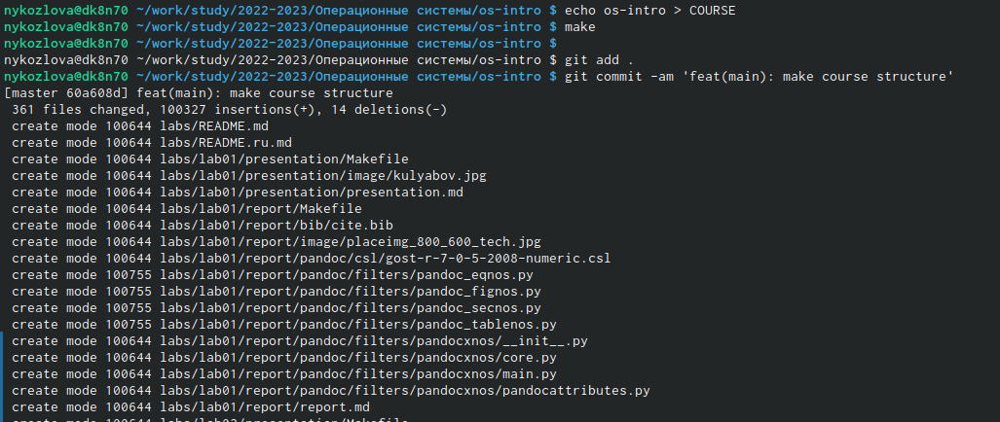 nykozlova@dk8n70 ~/work/study/2022-2023/Операционные системы/os-intro $ echo os-intro > COURSE
nykozlova@dk8n70 ~/work/study/2022-2023/Операционные системы/os-intro $ make
nykozlova@dk8n70 ~/work/study/2022-2023/Операционные системы/os-intro $
nykozlova@dk8n70 ~/work/study/2022-2023/Операционные системы/os-intro $ git add .
nykozlova@dk8n70 ~/work/study/2022-2023/Операционные системы/os-intro $ git commit -am 'feat(main): make course structure'
[master 60a608d] feat(main): make course structure
 361 files changed, 100327 insertions(+), 14 deletions(-)
 create mode 100644 labs/README.md
 create mode 100644 labs/README.ru.md
 create mode 100644 labs/lab01/presentation/Makefile
 create mode 100644 labs/lab01/presentation/image/kulyabov.jpg
 create mode 100644 labs/lab01/presentation/presentation.md
 create mode 100644 labs/lab01/report/Makefile
 create mode 100644 labs/lab01/report/bib/cite.bib
 create mode 100644 labs/lab01/report/image/placeimg_800_600_tech.jpg
 create mode 100644 labs/lab01/report/pandoc/csl/gost-r-7-0-5-2008-numeric.csl
 create mode 100755 labs/lab01/report/pandoc/filters/pandoc_eqnos.py
 create mode 100755 labs/lab01/report/pandoc/filters/pandoc_fignos.py
 create mode 100755 labs/lab01/report/pandoc/filters/pandoc_secnos.py
 create mode 100755 labs/lab01/report/pandoc/filters/pandoc_tablenos.py
 create mode 100644 labs/lab01/report/pandoc/filters/pandocxnos/__init__.py
 create mode 100644 labs/lab01/report/pandoc/filters/pandocxnos/core.py
 create mode 100644 labs/lab01/report/pandoc/filters/pandocxnos/main.py
 create mode 100644 labs/lab01/report/pandoc/filters/pandocxnos/pandocattributes.py
 create mode 100644 labs/lab01/report/report.md
 create mode 100644 labs/lab02/presentation/Makefile